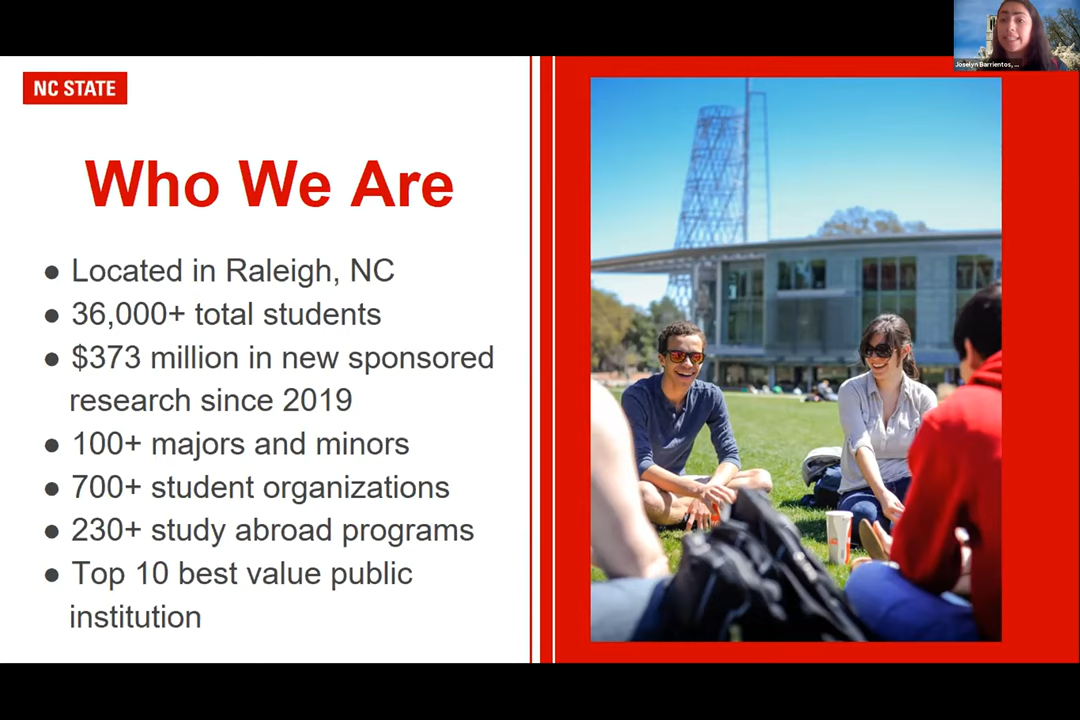 Joselyn Barrientos, ...
NC STATE
Who We Are
● Located in Raleigh, NC
● 36,000+ total students
● $373 million in new sponsored
research since 2019
● 100+ majors and minors
● 700+ student organizations
● 230+ study abroad programs
● Top 10 best value public
institution